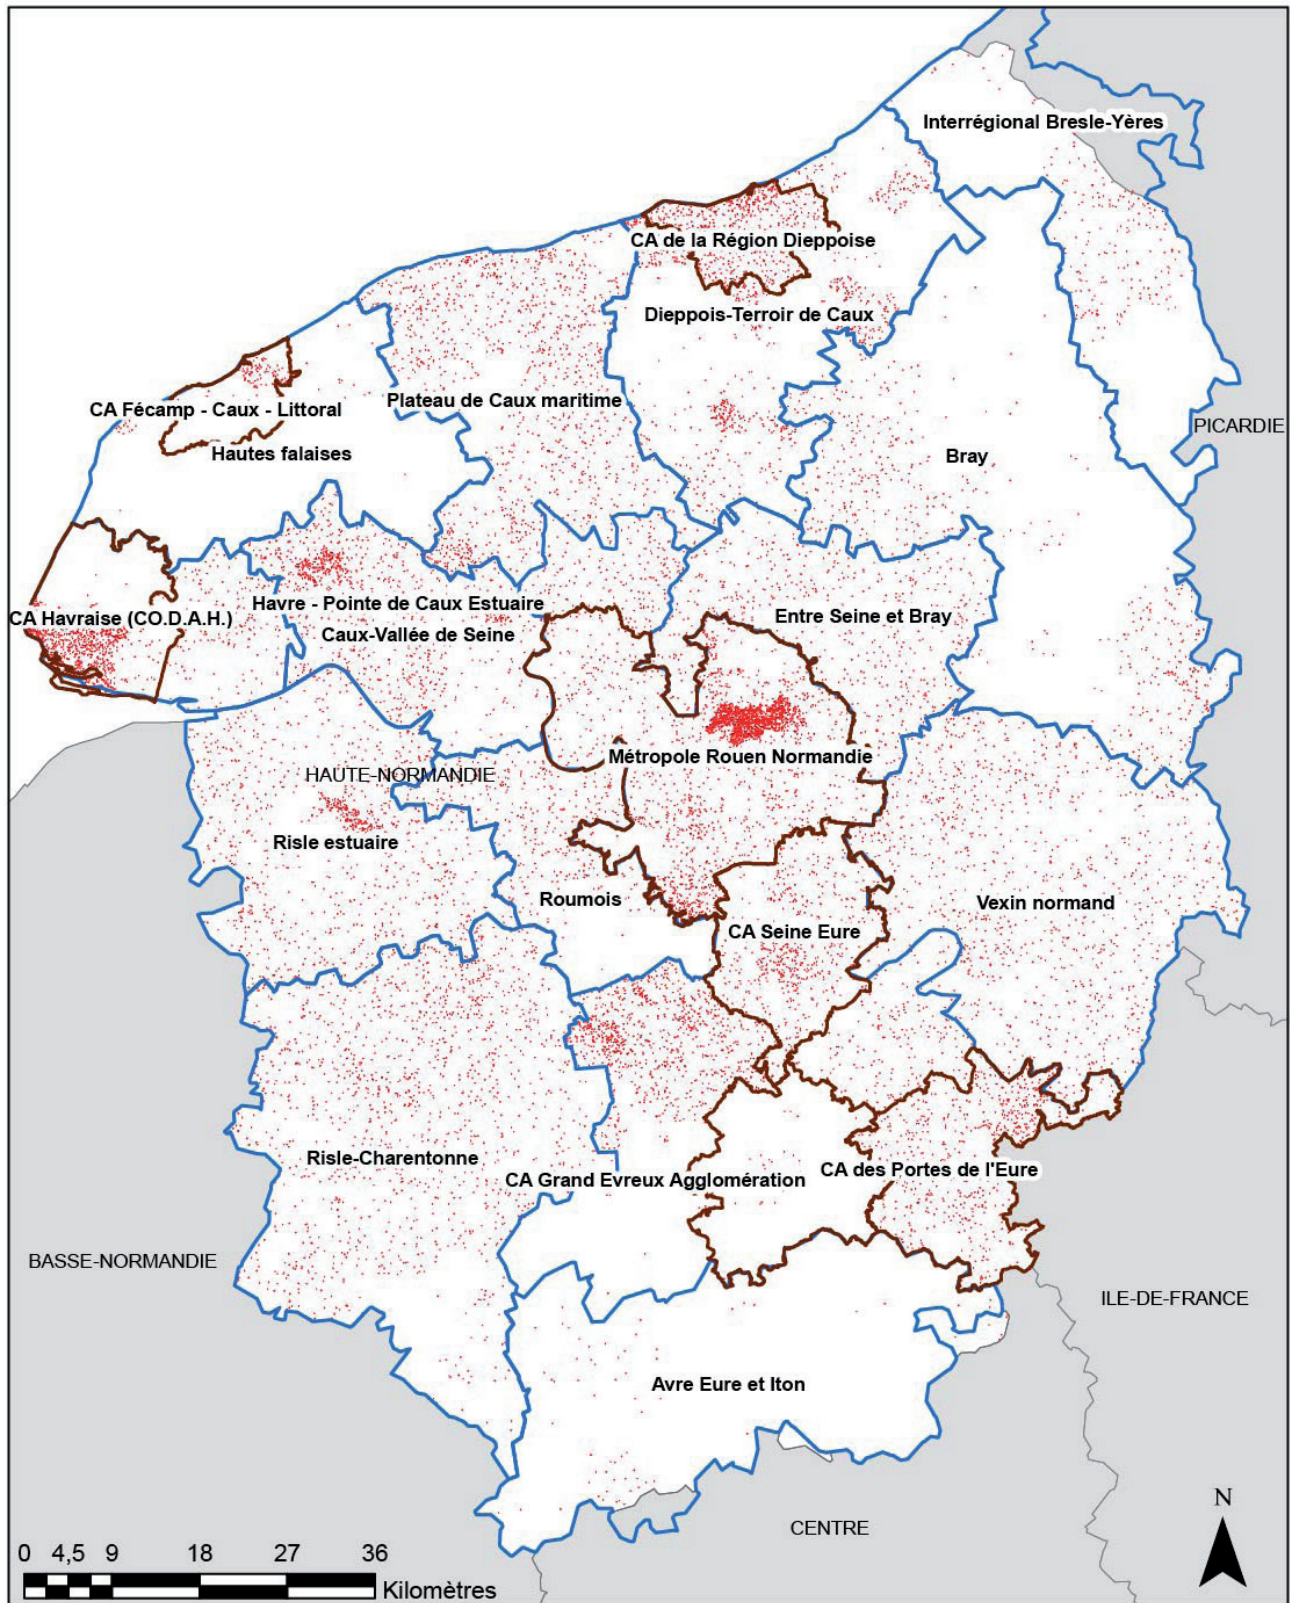 Interrégional Bresle-Yères
CA de la Région Dieppoise
Dieppois-Terroir de Caux
CA Fécamp - Caux - Littoral
Plateau de Caux maritime
Hautes falaises
PICARDIE
Bray
CA Havraise (CO.D.A.H.)
Havre - Pointe de Caux Estuaire
Caux-Vallée de Seine
Entre Seine et Bray
Métropole Rouen Normandie
HAUTE-NORMANDIE
Risle estuaire
Roumois
Vexin normand
CA Seine Eure
Risle-Charentonne
CA Grand Evreux Agglomération
CA des Portes de l'Eure
BASSE-NORMANDIE
ILE-DE-FRANCE
Avre Eure et Iton
CENTRE
N
0 4,5 9 18 27 36
Kilomètres